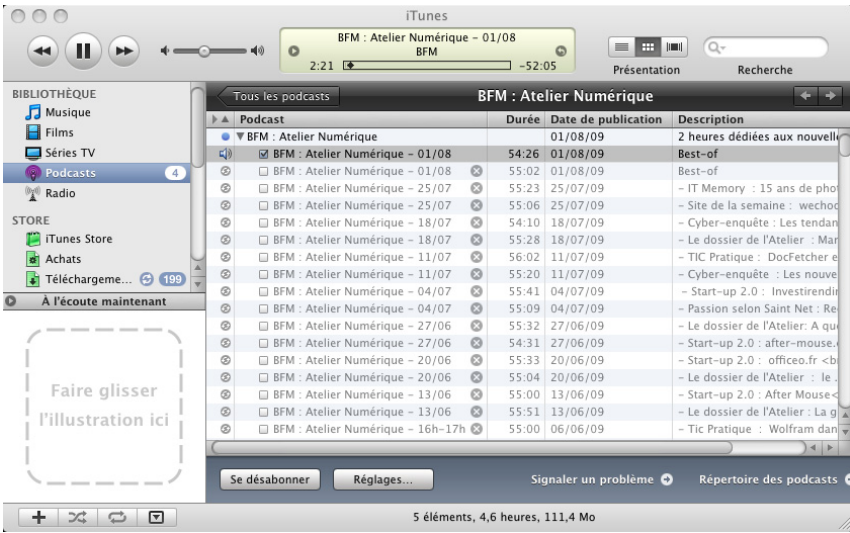 iTunes
BFM : Atelier Numérique – 01/08
BFM
2:21 -52:05
Présentation Recherche
BIBLIOTHÈQUE
Musique
Films
Séries TV
Podcasts 4
Radio
STORE
iTunes Store
Achats
Téléchargeme... 199
À l'écoute maintenant
Faire glisser
l'illustration ici
Tous les podcasts BFM : Atelier Numérique
Podcast Durée Date de publication Description
BFM : Atelier Numérique 01/08/09 2 heures dédiées aux nouvelle
BFM : Atelier Numérique – 01/08 54:26 01/08/09 Best-of
BFM : Atelier Numérique – 01/08 55:02 01/08/09 Best-of
BFM : Atelier Numérique – 25/07 55:23 25/07/09 – IT Memory : 15 ans de phot
BFM : Atelier Numérique – 25/07 55:06 25/07/09 – Site de la semaine : wechoo
BFM : Atelier Numérique – 18/07 54:10 18/07/09 – Cyber-enquête : Les tendan
BFM : Atelier Numérique – 18/07 55:28 18/07/09 – Le dossier de l'Atelier : Mar
BFM : Atelier Numérique – 11/07 56:02 11/07/09 – TIC Pratique : DocFetcher e
BFM : Atelier Numérique – 11/07 55:20 11/07/09 – Cyber-enquête : Les nouve
BFM : Atelier Numérique – 04/07 55:41 04/07/09 – Start-up 2.0 : Investirendir
BFM : Atelier Numérique – 04/07 55:09 04/07/09 – Passion selon Saint Net : Re
BFM : Atelier Numérique – 27/06 55:32 27/06/09 – Le dossier de l'Atelier: A qu
BFM : Atelier Numérique – 27/06 54:31 27/06/09 – Start-up 2.0 : after-mouse.
BFM : Atelier Numérique – 20/06 55:33 20/06/09 – Start-up 2.0 : officeo.fr <b
BFM : Atelier Numérique – 20/06 55:04 20/06/09 – Le dossier de l'Atelier : le .
BFM : Atelier Numérique – 13/06 55:00 13/06/09 – Start-up 2.0 : After Mouse<
BFM : Atelier Numérique – 13/06 55:51 13/06/09 – Le dossier de l'Atelier : La g
BFM : Atelier Numérique – 16h-17h 55:00 06/06/09 – Tic Pratique : Wolfram dan
Se désabonner Réglages... Signaler un problème Répertoire des podcasts
5 éléments, 4,6 heures, 111,4 Mo